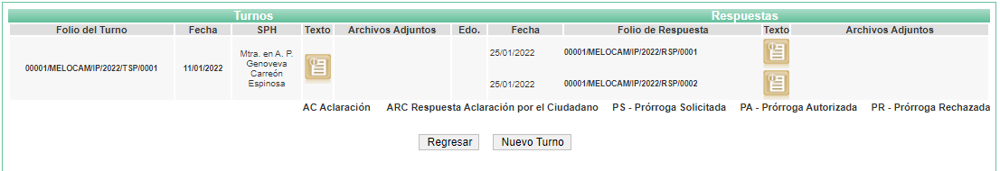 Turnos Respuestas
Folio del Turno Fecha SPH Texto Archivos Adjuntos Edo. Fecha Folio de Respuesta Texto Archivos Adjuntos
00001/MELOCAM/IP/2022/TSP/0001 11/01/2022
Mtra. en A. P.
Genoveva
Carreón
Espinosa
25/01/2022 00001/MELOCAM/IP/2022/RSP/0001
25/01/2022 00001/MELOCAM/IP/2022/RSP/0002
AC Aclaración ARC Respuesta Aclaración por el Ciudadano PS - Prórroga Solicitada PA - Prórroga Autorizada PR - Prórroga Rechazada
Regresar Nuevo Turno